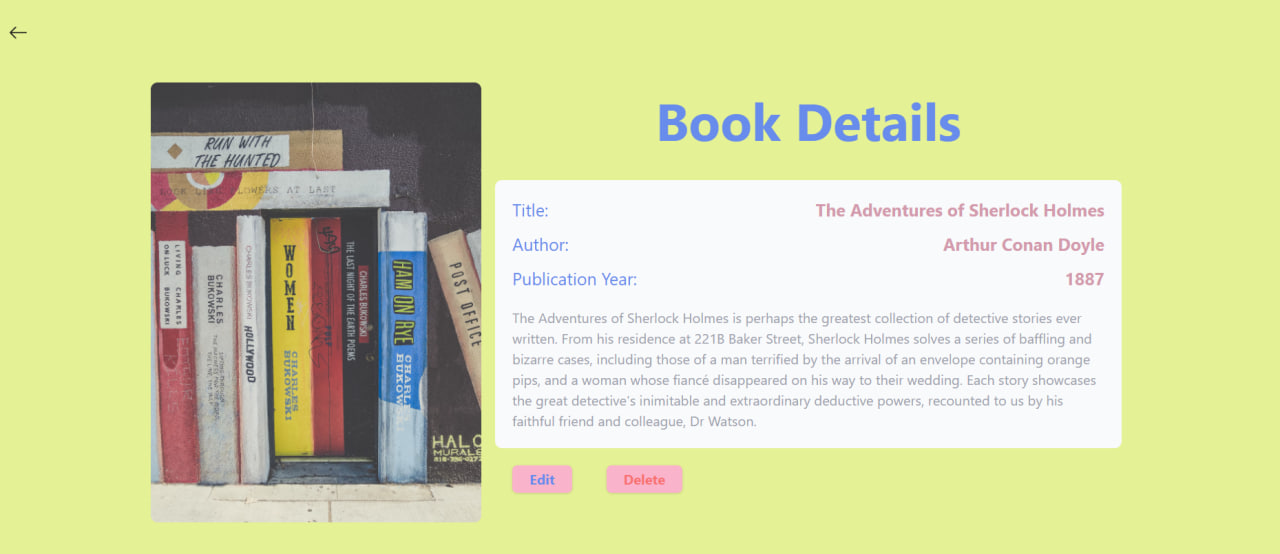 Book Details
RUN WITH
THE HUNTED
FLOWERS AT LAST
LIVING
ON LUCK
CHARLES
BUKOWSKI
CHARLES
BUKOWSKI
CHARLES BUKOWSKI
HOLLYWOOD
WOMEN
CHARLES
BUKOWSKI
THE LAST NIGHT OF THE EARTH POEMS
CHARLES BUKOWSKI
HAM ON RYE
POST OFFICE
HALO
MURALS
Title: The Adventures of Sherlock Holmes
Author: Arthur Conan Doyle
Publication Year: 1887
The Adventures of Sherlock Holmes is perhaps the greatest collection of detective stories ever
written. From his residence at 221B Baker Street, Sherlock Holmes solves a series of baffling and
bizarre cases, including those of a man terrified by the arrival of an envelope containing orange
pips, and a woman whose fiancé disappeared on his way to their wedding. Each story showcases
the great detective's inimitable and extraordinary deductive powers, recounted to us by his
faithful friend and colleague, Dr Watson.
Edit Delete